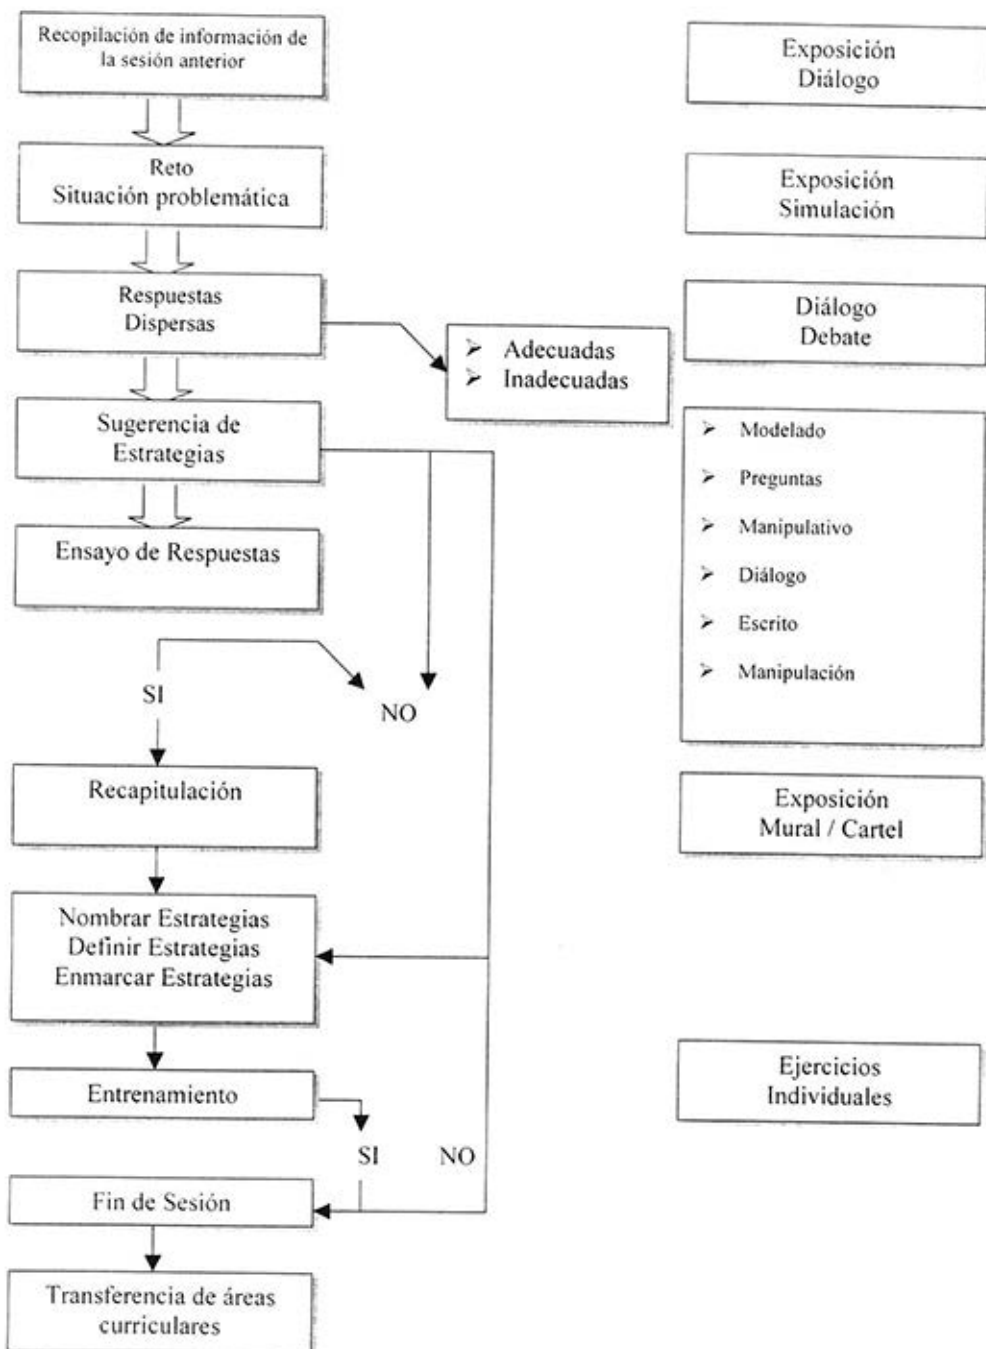 Recopilación de información de
la sesión anterior
Exposición
Diálogo
Reto
Situación problemática
Exposición
Simulación
Respuestas
Dispersas
➢ Adecuadas
➢ Inadecuadas
Diálogo
Debate
Sugerencia de
Estrategias
➢ Modelado
➢ Preguntas
➢ Manipulativo
➢ Diálogo
➢ Escrito
➢ Manipulación
Ensayo de Respuestas
SI
NO
Recapitulación
Exposición
Mural / Cartel
Nombrar Estrategias
Definir Estrategias
Enmarcar Estrategias
Entrenamiento
Ejercicios
Individuales
SI
NO
Fin de Sesión
Transferencia de áreas
curriculares